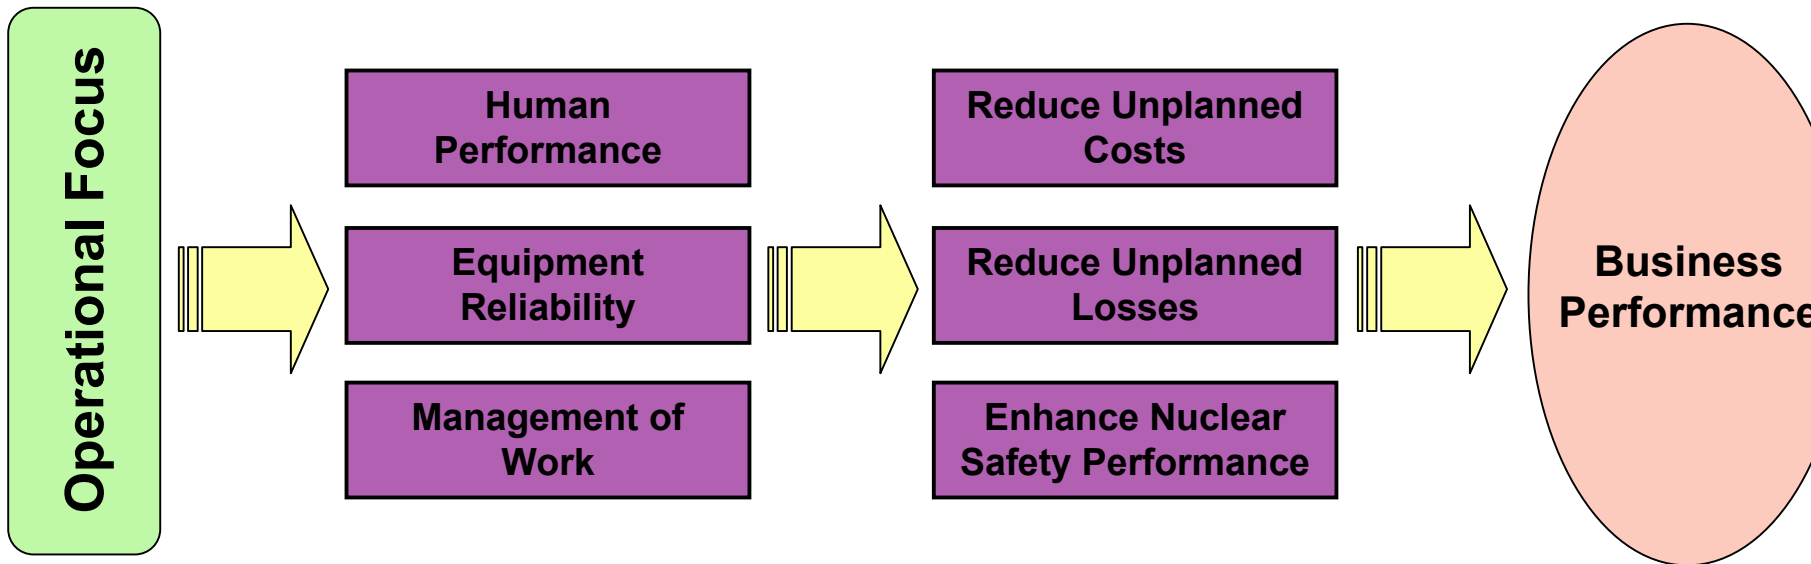 Operational Focus
Human
Performance
Equipment
Reliability
Management of
Work
Reduce Unplanned
Costs
Reduce Unplanned
Losses
Enhance Nuclear
Safety Performance
Business
Performance